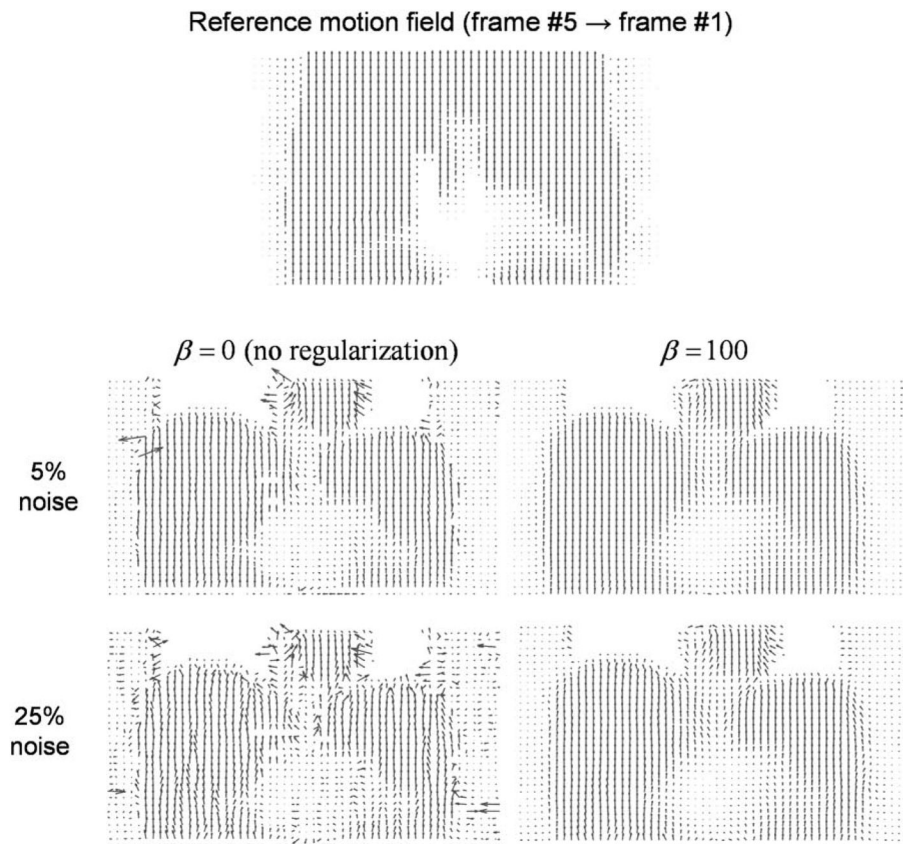 Reference motion field (frame #5 → frame #1)
β = 0 (no regularization)
β = 100
5%
noise
25%
noise